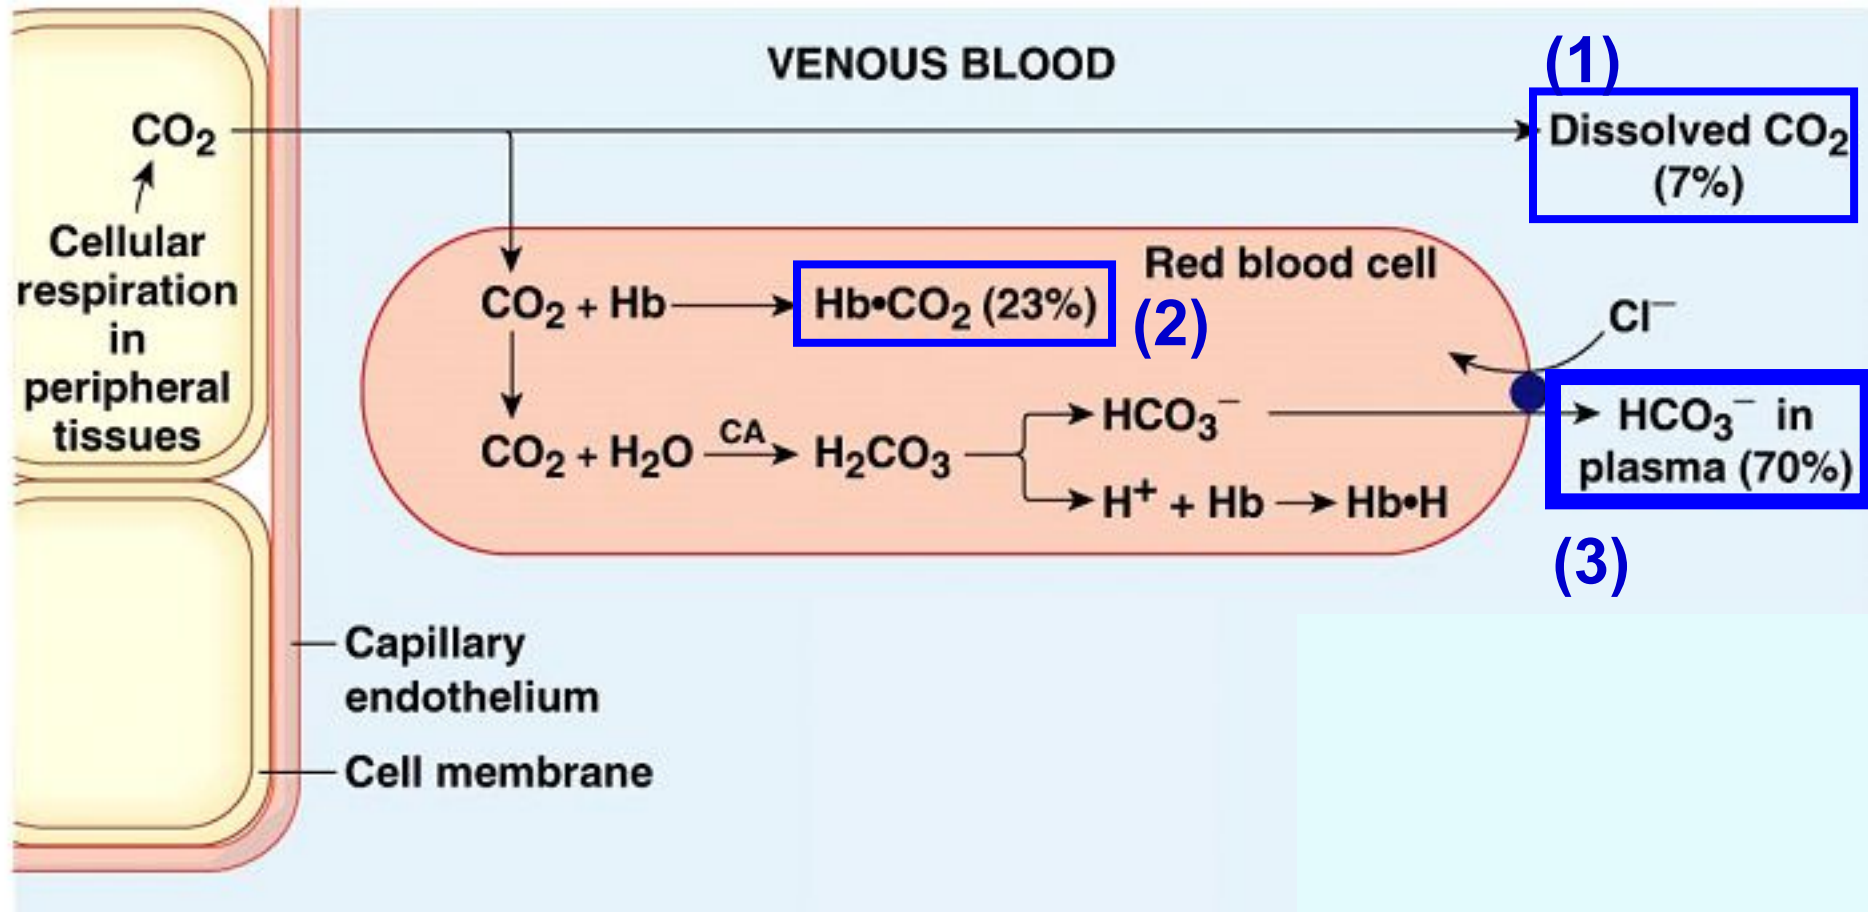 VENOUS BLOOD
(1)
CO₂
Dissolved CO₂
(7%)
Cellular
respiration
in
peripheral
tissues
Red blood cell
CO₂ + Hb
Hb•CO₂ (23%)
(2)
Cl⁻
CO₂ + H₂O
CA
H₂CO₃
HCO₃⁻
H⁺ + Hb
Hb•H
HCO₃⁻ in
plasma (70%)
(3)
Capillary
endothelium
Cell membrane